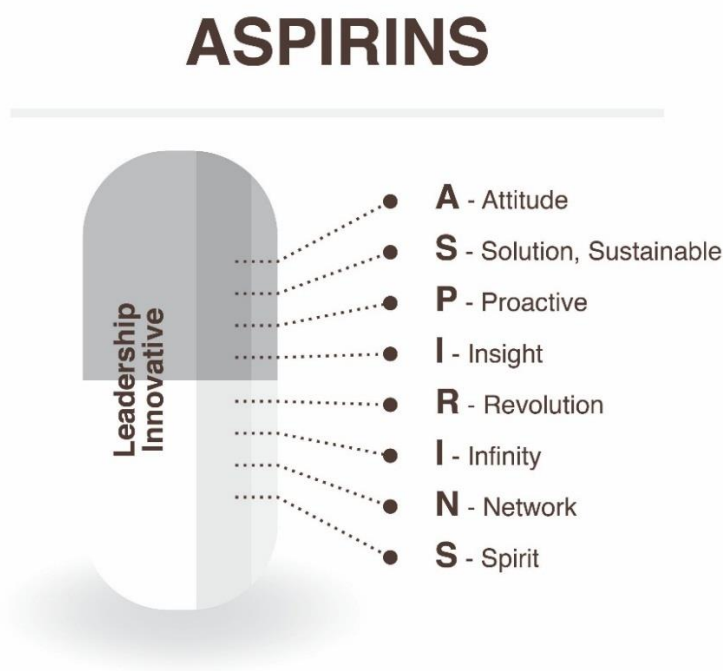 ASPIRINS
Leadership
Innovative
A - Attitude
S - Solution, Sustainable
P - Proactive
I - Insight
R - Revolution
I - Infinity
N - Network
S - Spirit